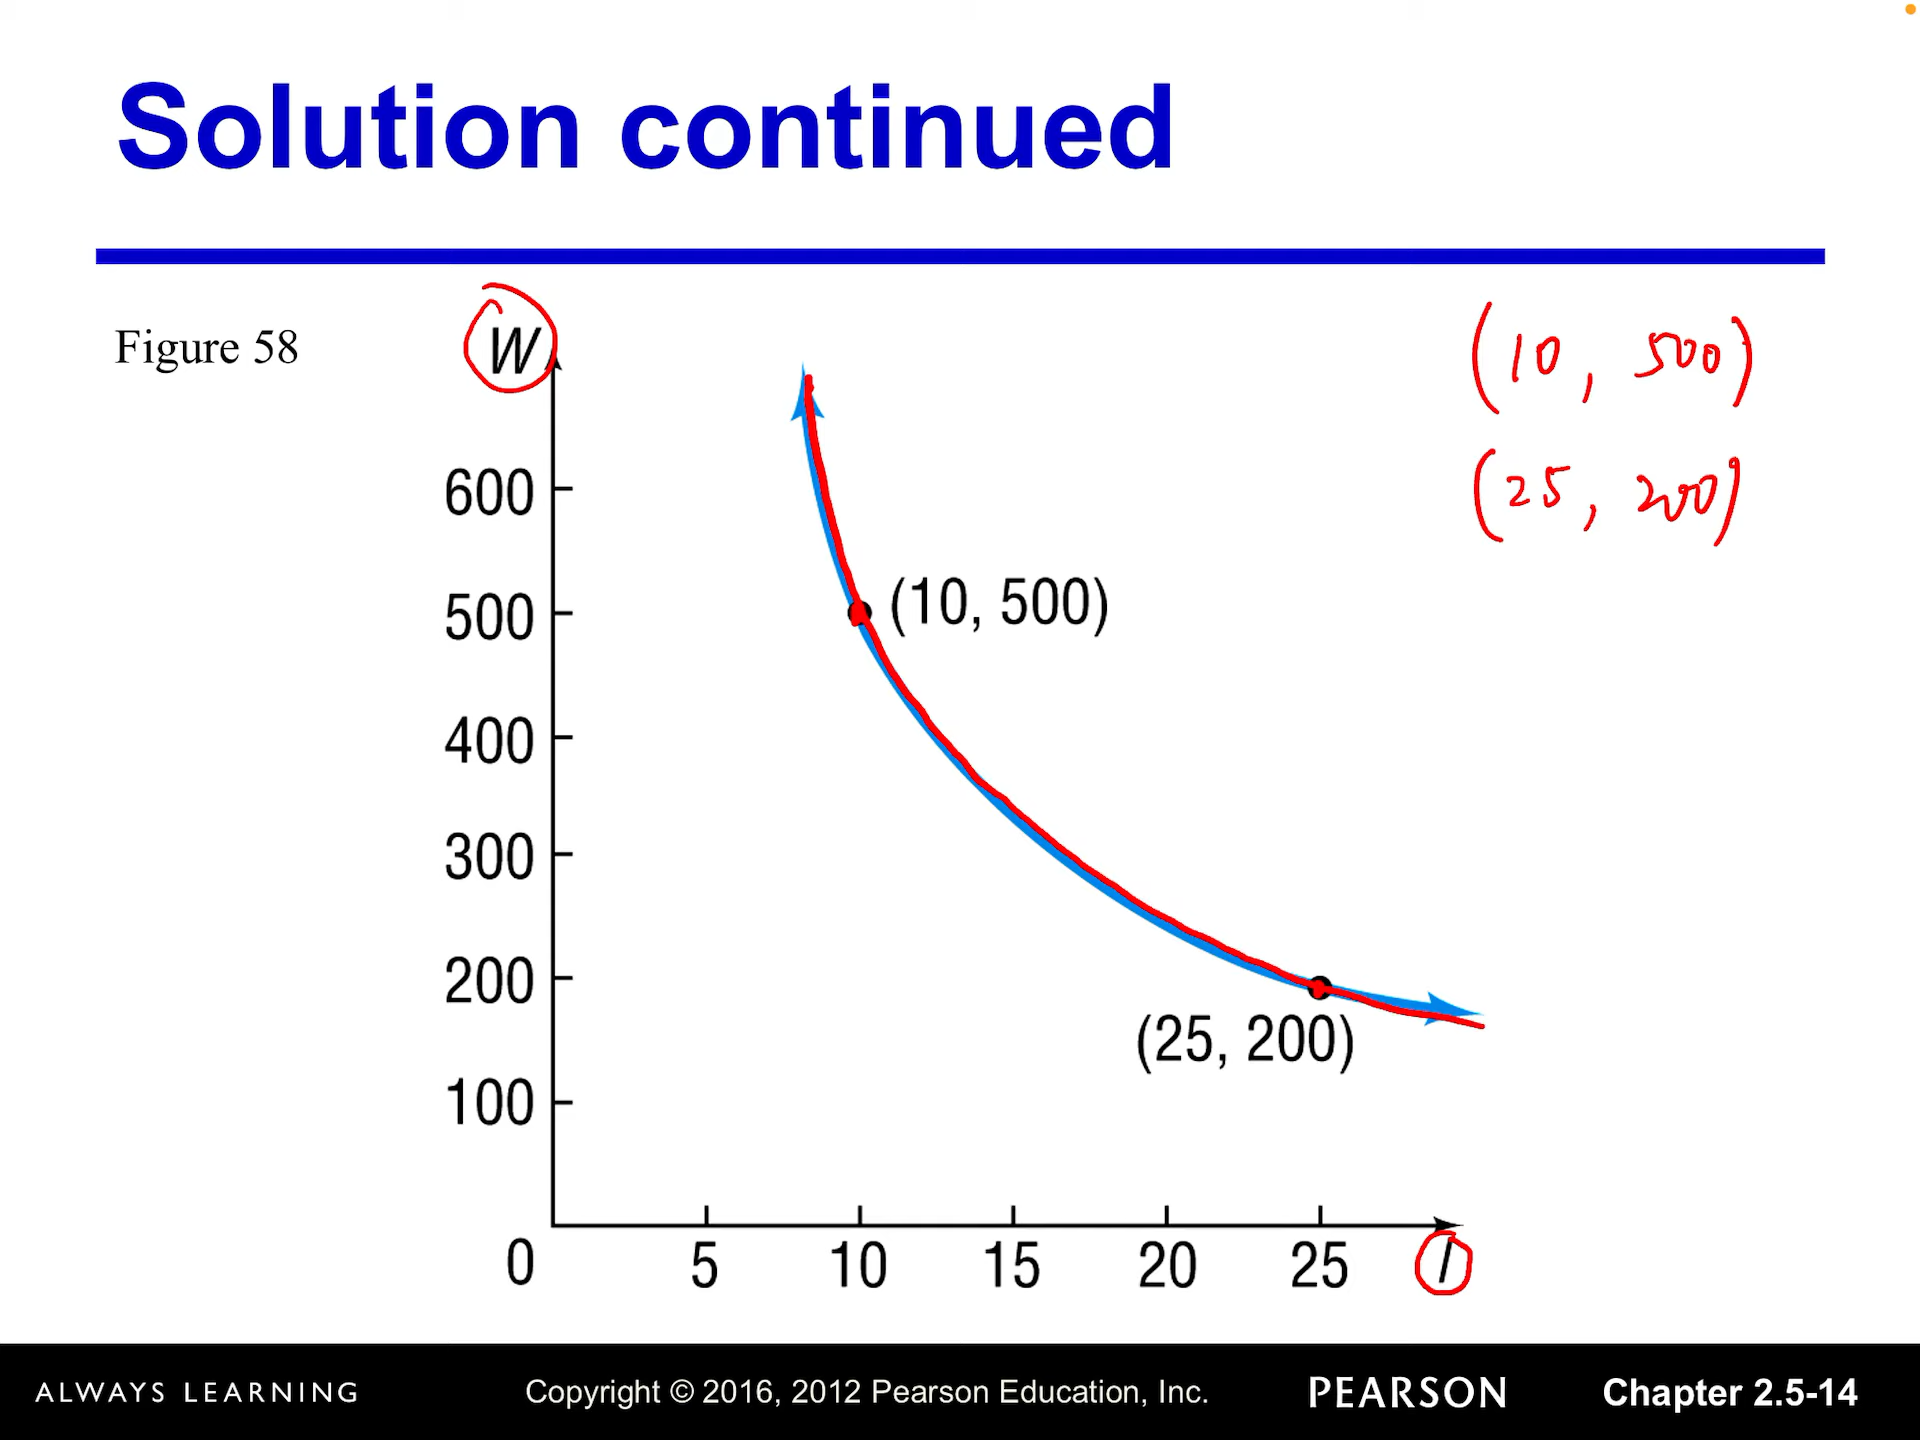 Solution continued
Figure 58
W
(10, 500)
(25, 200)
600
500
(10, 500)
400
300
200
(25, 200)
100
0 5 10 15 20 25 l
ALWAYS LEARNING Copyright © 2016, 2012 Pearson Education, Inc. PEARSON Chapter 2.5-14